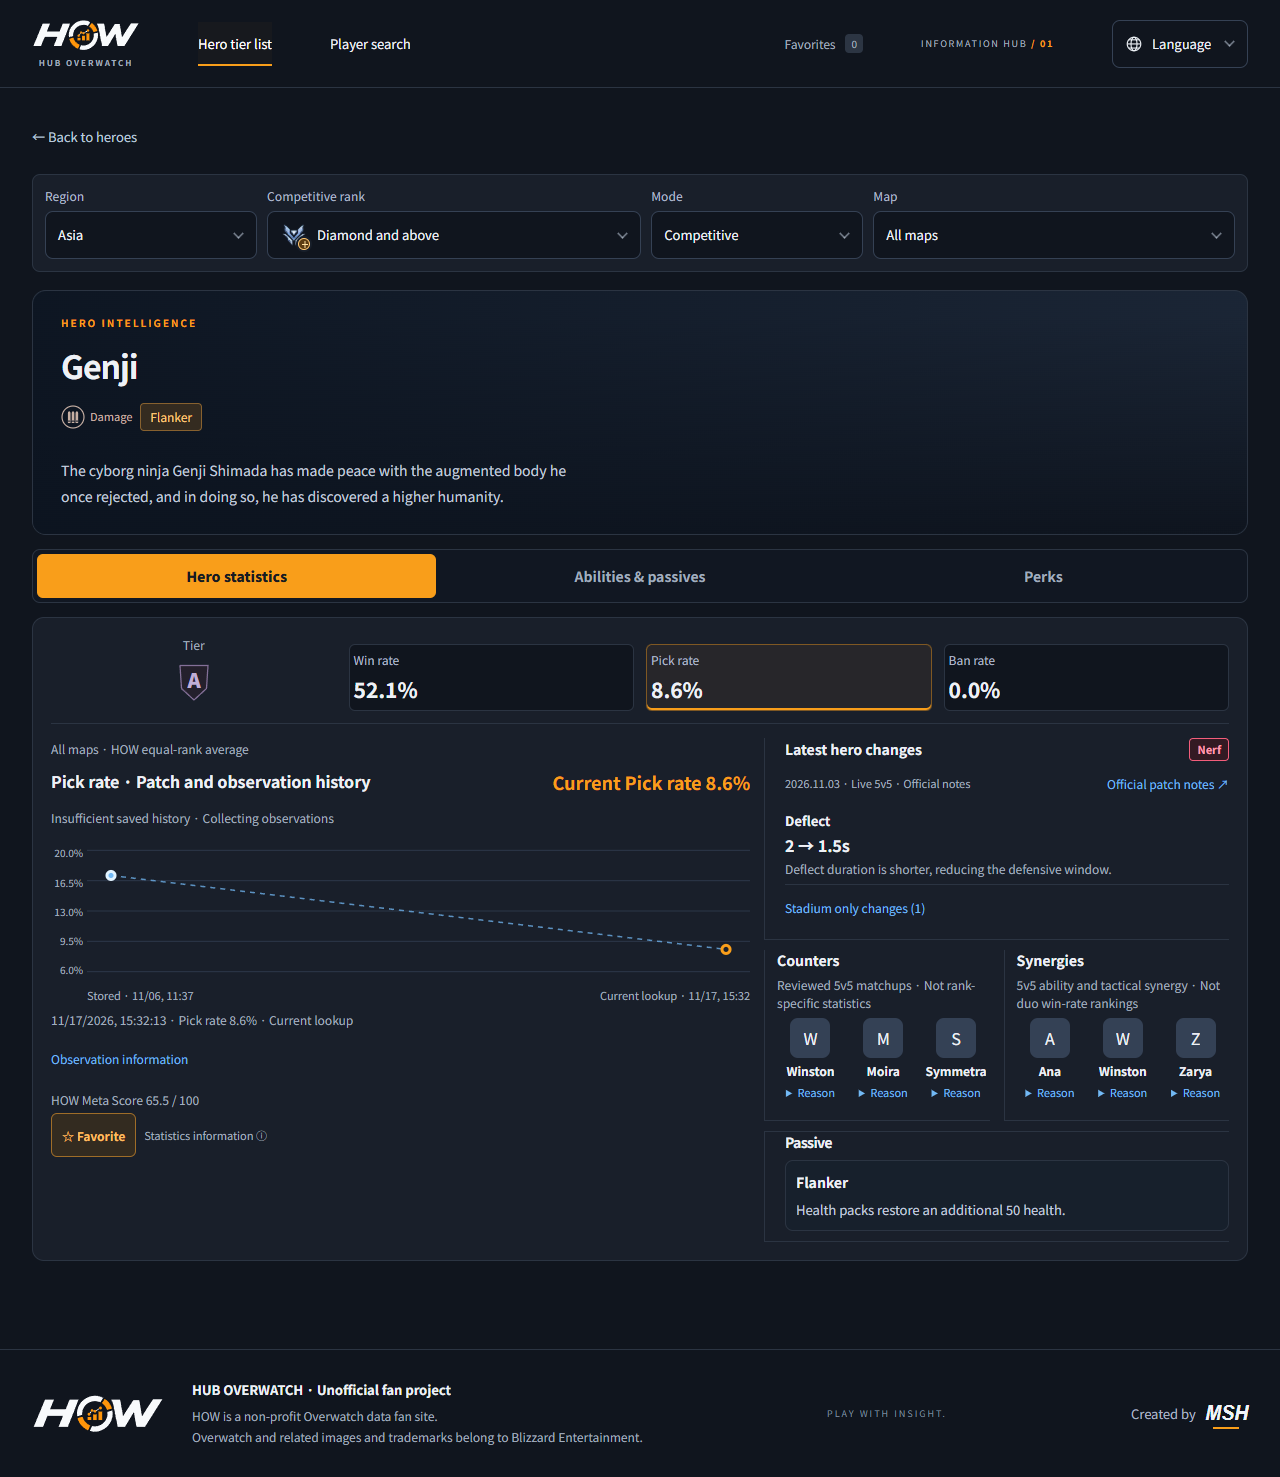 HOW
HUB OVERWATCH
Hero tier list
Player search
Favorites 0
INFORMATION HUB / 01
Language
← Back to heroes
Region
Competitive rank
Mode
Map
Asia
Diamond and above
Competitive
All maps
HERO INTELLIGENCE
Genji
Damage
Flanker
The cyborg ninja Genji Shimada has made peace with the augmented body he
once rejected, and in doing so, he has discovered a higher humanity.
Hero statistics
Abilities & passives
Perks
Tier
A
Win rate
52.1%
Pick rate
8.6%
Ban rate
0.0%
All maps · HOW equal-rank average
Pick rate · Patch and observation history
Current Pick rate 8.6%
Insufficient saved history · Collecting observations
20.0%
16.5%
13.0%
9.5%
6.0%
Stored · 11/06, 11:37
Current lookup · 11/17, 15:32
11/17/2026, 15:32:13 · Pick rate 8.6% · Current lookup
Observation information
HOW Meta Score 65.5 / 100
☆ Favorite
Statistics information ⓘ
Latest hero changes
Nerf
2026.11.03 · Live 5v5 · Official notes
Official patch notes ↗
Deflect
2 → 1.5s
Deflect duration is shorter, reducing the defensive window.
Stadium only changes (1)
Counters
Reviewed 5v5 matchups · Not rank-
specific statistics
W
M
S
Winston
Moira
Symmetra
▶ Reason
▶ Reason
▶ Reason
Synergies
5v5 ability and tactical synergy · Not
duo win-rate rankings
A
W
Z
Ana
Winston
Zarya
▶ Reason
▶ Reason
▶ Reason
Passive
Flanker
Health packs restore an additional 50 health.
HOW
HUB OVERWATCH · Unofficial fan project
HOW is a non-profit Overwatch data fan site.
Overwatch and related images and trademarks belong to Blizzard Entertainment.
PLAY WITH INSIGHT.
Created by MSH